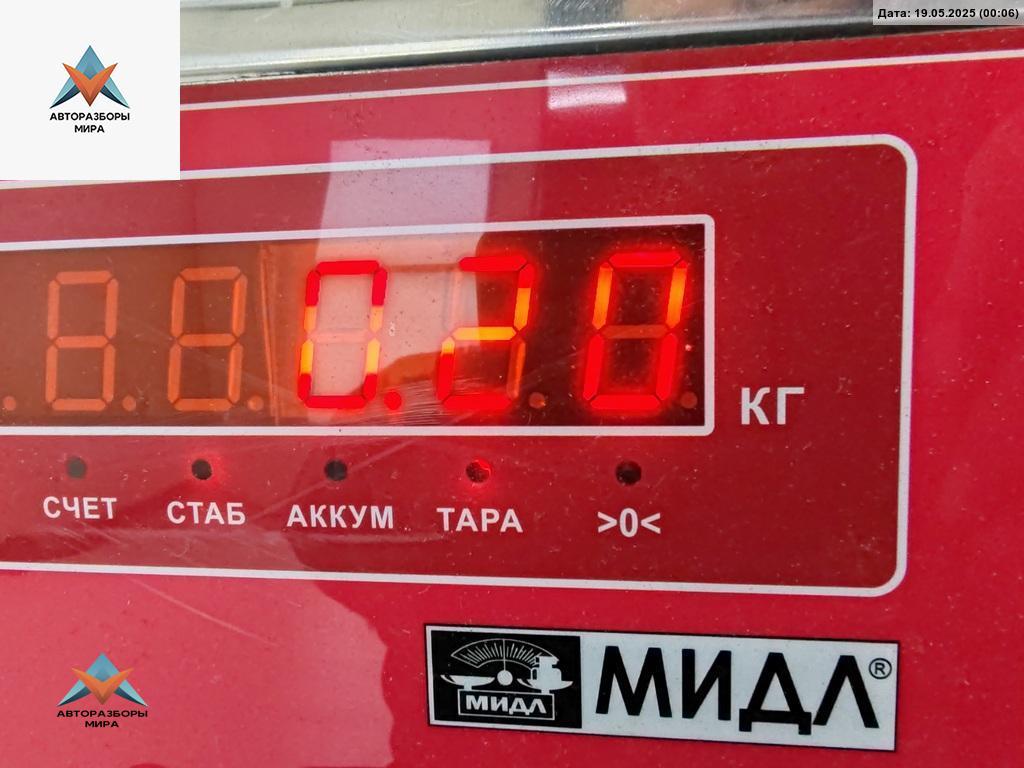 Дата: 19.05.2025 (00:06)
АВТОРАЗБОРЫ
МИРА
0.20
КГ
СЧЕТ СТАБ АККУМ ТАРА >0<
МИДЛ МИДЛ®
АВТОРАЗБОРЫ
МИРА